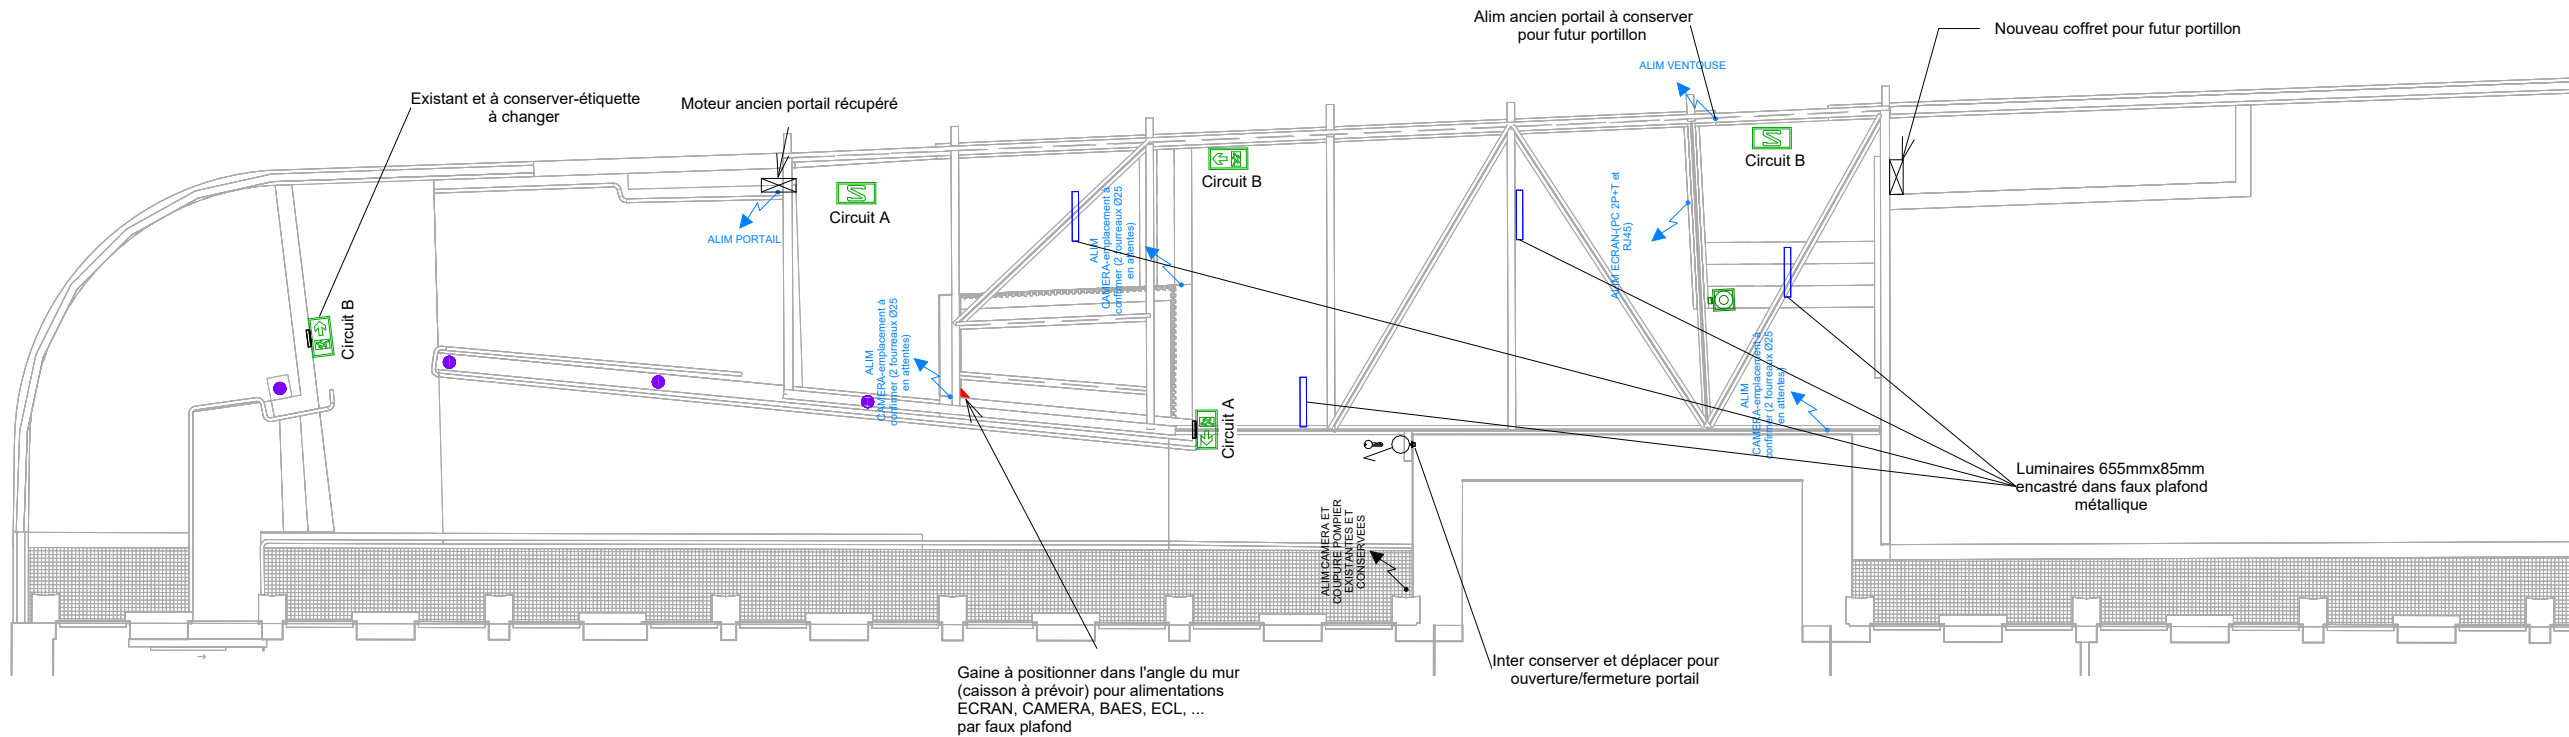 Alim ancien portail à conserver
pour futur portillon
Nouveau coffret pour futur portillon
ALIM VENTOUSE
Existant et à conserver-étiquette
à changer
Moteur ancien portail récupéré
Circuit B
Circuit B
Circuit A
ALIM PORTAIL
ALIM
CAMERA-emplacement à
confirmer (2 fourreaux Ø25
en attentes)
ALIM ECRAN-(PC 2P+T et
RJ45)
Circuit B
ALIM
CAMERA-emplacement à
confirmer (2 fourreaux Ø25
en attentes)
ALIM
CAMERA-emplacement à
confirmer (2 fourreaux Ø25
en attentes)
Circuit A
Luminaires 655mmx85mm
encastré dans faux plafond
métallique
ALIM CAMERA ET
COUPURE POMPIER
EXISTANTES ET
CONSERVEES
Gaine à positionner dans l'angle du mur
(caisson à prévoir) pour alimentations
ECRAN, CAMERA, BAES, ECL, ...
par faux plafond
Inter conserver et déplacer pour
ouverture/fermeture portail